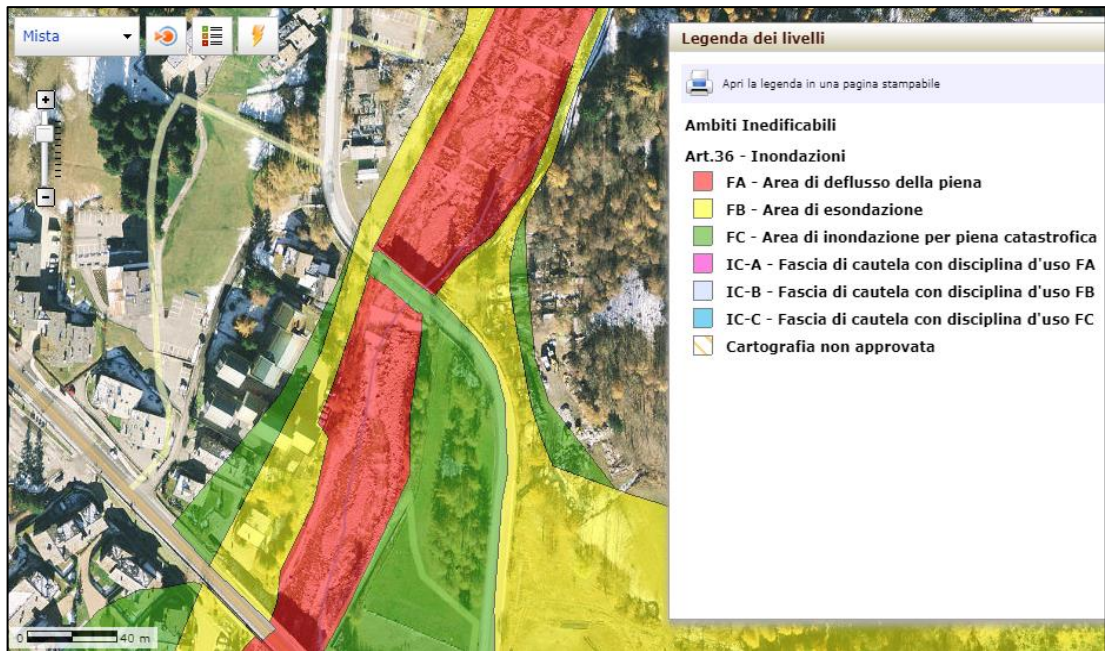 Mista
Legenda dei livelli
Apri la legenda in una pagina stampabile
Ambiti Inedificabili
Art.36 - Inondazioni
FA - Area di deflusso della piena
FB - Area di esondazione
FC - Area di inondazione per piena catastrofica
IC-A - Fascia di cautela con disciplina d'uso FA
IC-B - Fascia di cautela con disciplina d'uso FB
IC-C - Fascia di cautela con disciplina d'uso FC
Cartografia non approvata
0 40 m